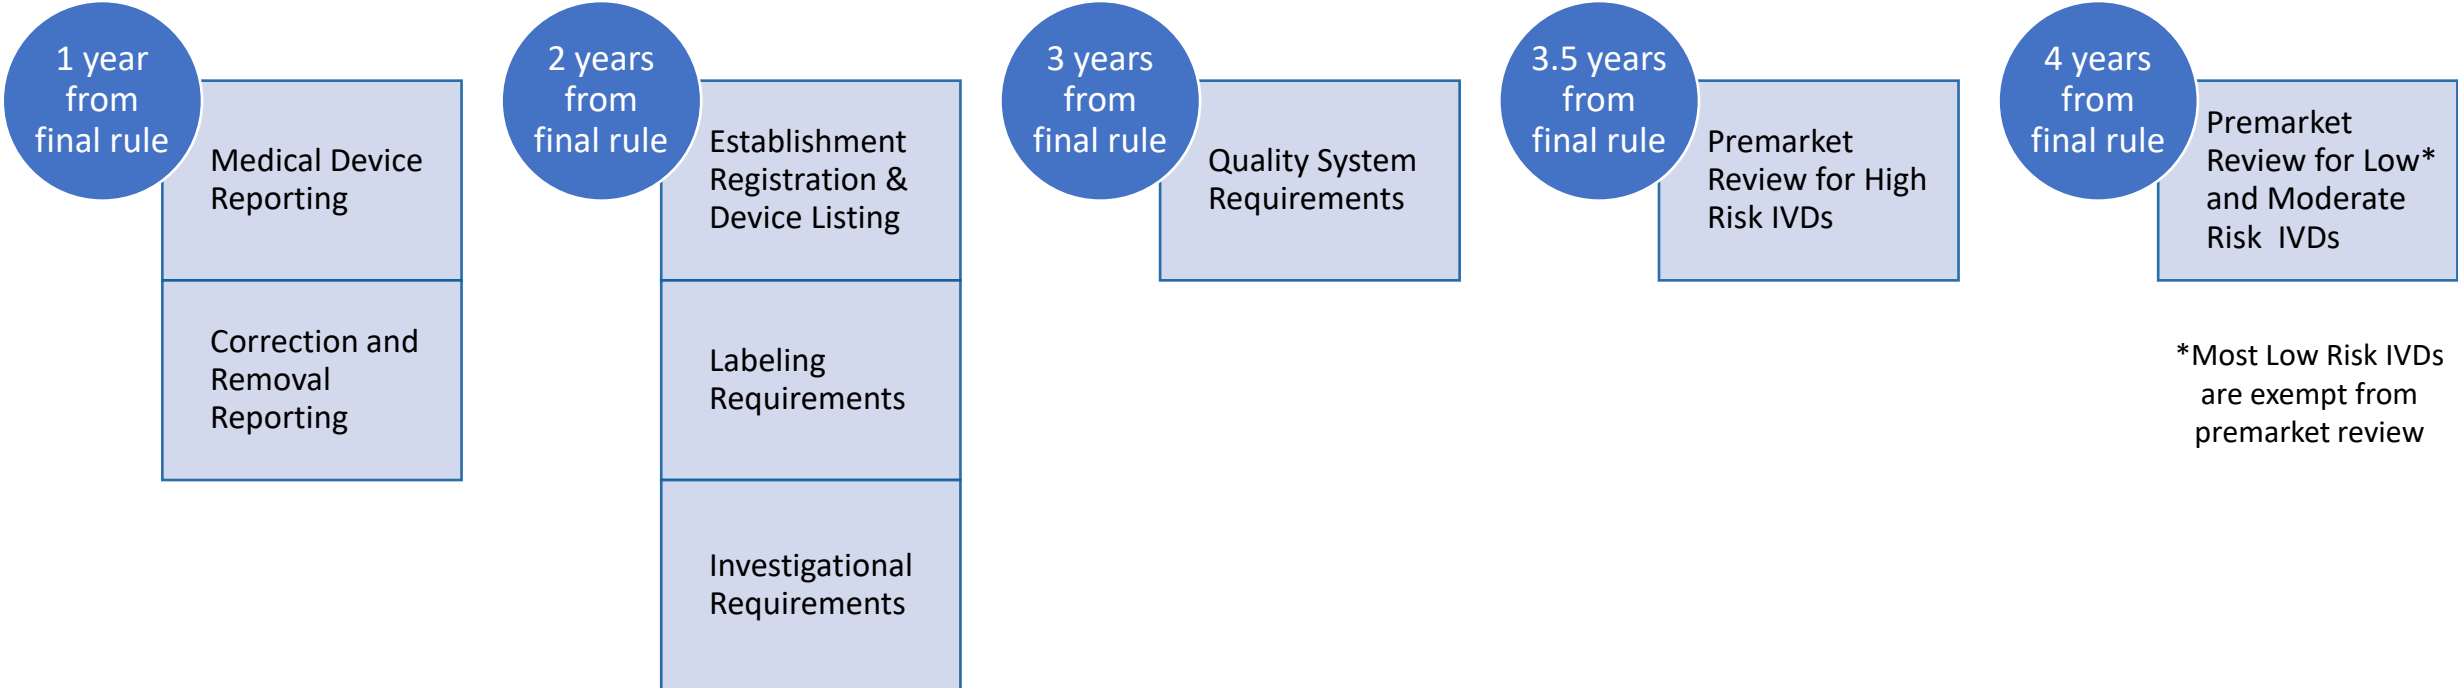 1 year
from
final rule
Medical Device
Reporting
Correction and
Removal
Reporting
2 years
from
final rule
Establishment
Registration &
Device Listing
Labeling
Requirements
Investigational
Requirements
3 years
from
final rule
Quality System
Requirements
3.5 years
from
final rule
Premarket
Review for High
Risk IVDs
4 years
from
final rule
Premarket
Review for Low*
and Moderate
Risk  IVDs
*Most Low Risk IVDs
are exempt from
premarket review